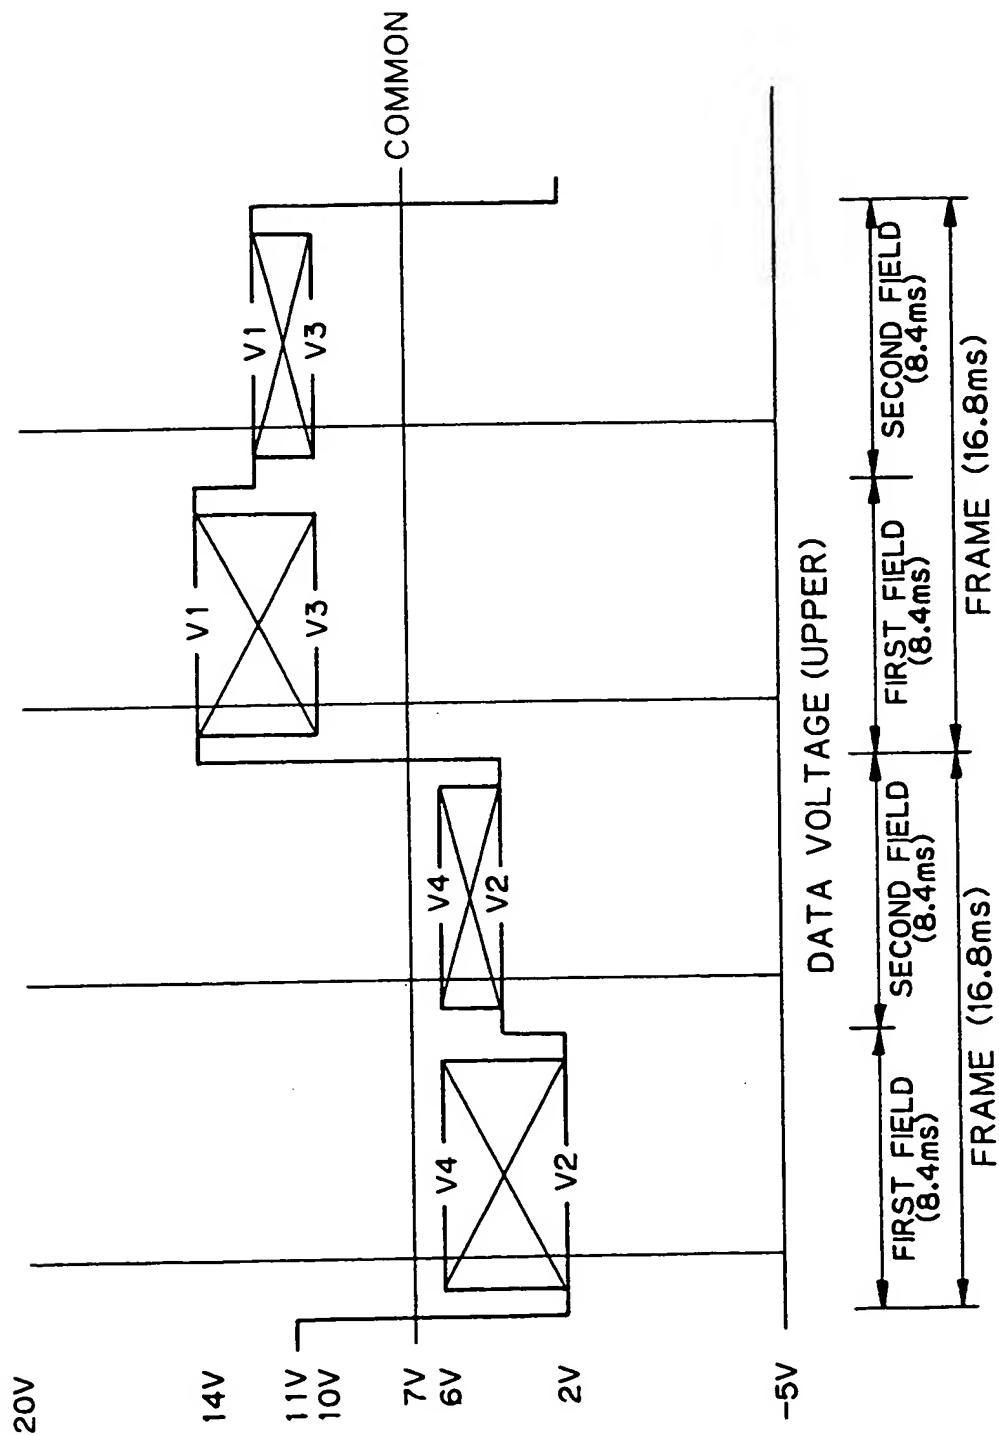 20V
14V
11V
10V
7V
6V
2V
-5V
V4
V2
V4
V2
V1
V3
V1
V3
COMMON
DATA VOLTAGE (UPPER)
FIRST FIELD
(8.4ms)
SECOND FIELD
(8.4ms)
FIRST FIELD
(8.4ms)
SECOND FIELD
(8.4ms)
FRAME (16.8ms)
FRAME (16.8ms)